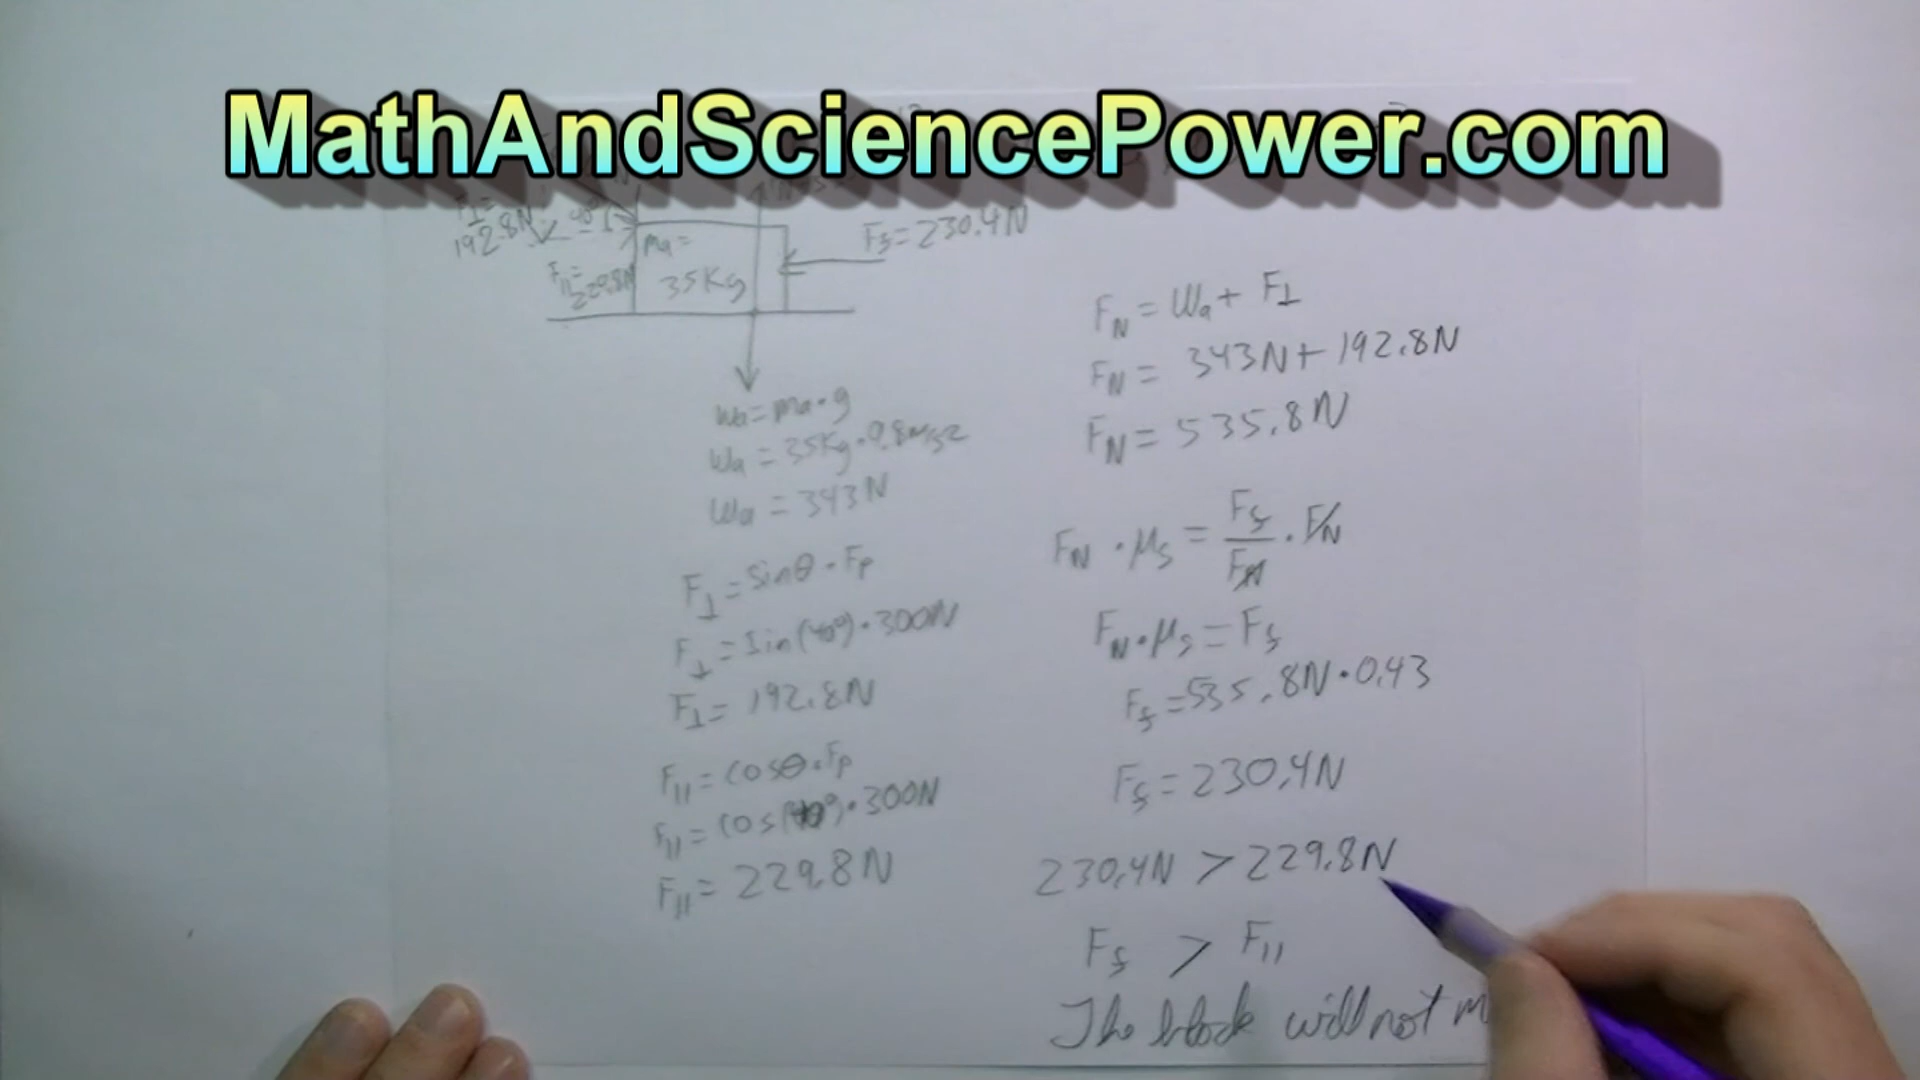 MathAndSciencePower.com
F⊥=
192.8N
40°
F||=
229.8N
ma=
35Kg
Fs=230.4N
Wa=ma·g
Wa=35Kg·9.8m/s2
Wa=343N
F⊥=Sinθ·Fp
F⊥=Sin(40°)·300N
F⊥=192.8N
F||=Cosθ·Fp
F||=Cos(40°)·300N
F||=229.8N
FN=Wa+F⊥
FN=343N+192.8N
FN=535.8N
FN·μs=Fs/FN·FN
FN·μs=Fs
Fs=535.8N·0.43
Fs=230.4N
230.4N>229.8N
Fs>F||
The block will not m